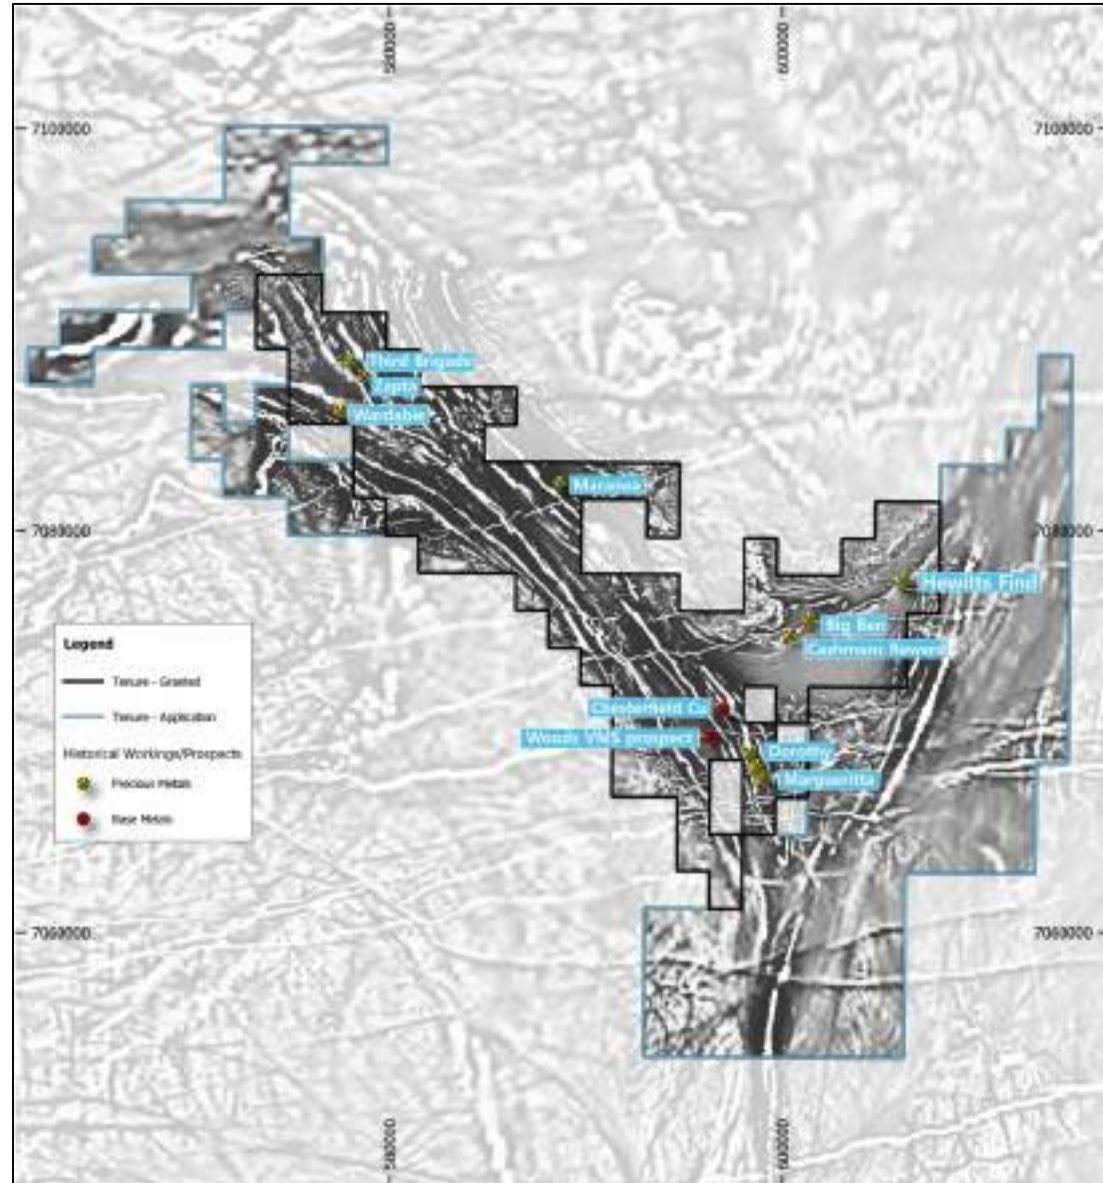 580000
600000
7100000
7100000
Third Brigade
Zapta
Wardabie
7080000
7080000
Hewitts Find
Big Ben
Cashmans Reward
Legend
Tenure - Granted
Chesterfield Cu
Tenure - Application
Woods VMS prospect
Historical Workings/Prospects
Dorothy
Precious Metals
Margueritta
Base Metals
7060000
7060000
580000
600000